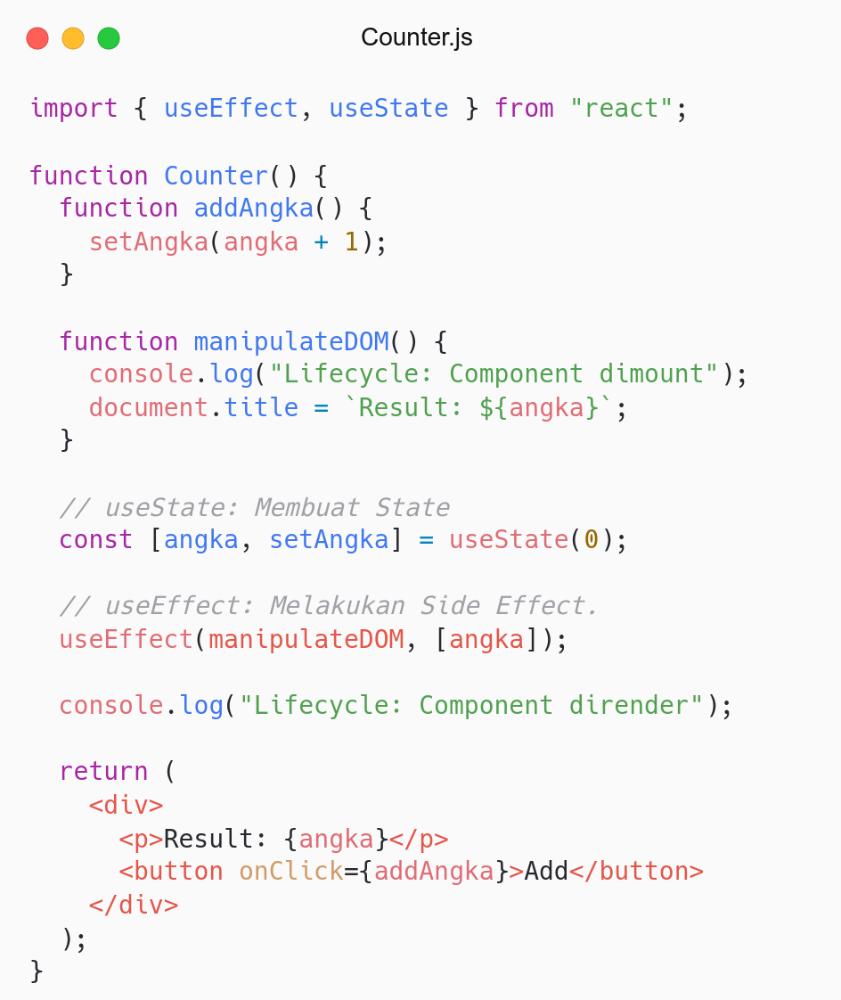 Counter.js
import { useEffect, useState } from "react";
function Counter() {
  function addAngka() {
    setAngka(angka + 1);
  }
  function manipulateDOM() {
    console.log("Lifecycle: Component dimount");
    document.title = `Result: ${angka}`;
  }
  // useState: Membuat State
  const [angka, setAngka] = useState(0);
  // useEffect: Melakukan Side Effect.
  useEffect(manipulateDOM, [angka]);
  console.log("Lifecycle: Component dirender");
  return (
    <div>
      <p>Result: {angka}</p>
      <button onClick={addAngka}>Add</button>
    </div>
  );
}